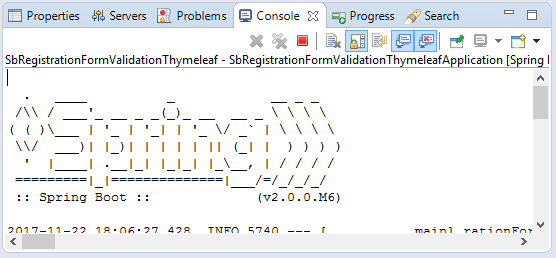 Properties Servers Problems Console Progress Search
SbRegistrationFormValidationThymeleaf - SbRegistrationFormValidationThymeleafApplication [Spring
  .   ____          _            __ _ _
 /\\ / ___'_ __ _ _(_)_ __  __ _ \ \ \ \
( ( )\___ | '_ | '_| | '_ \/ _` | \ \ \ \
 \\/  ___)| |_)| | | | | || (_| |  ) ) ) )
  '  |____| .__|_| |_|_| |_\__, | / / / /
 =========|_|==============|___/=/_/_/_/
 :: Spring Boot ::        (v2.0.0.M6)
2017-11-22 18:06:27.428  INFO 5740 --- [           main] rationFor